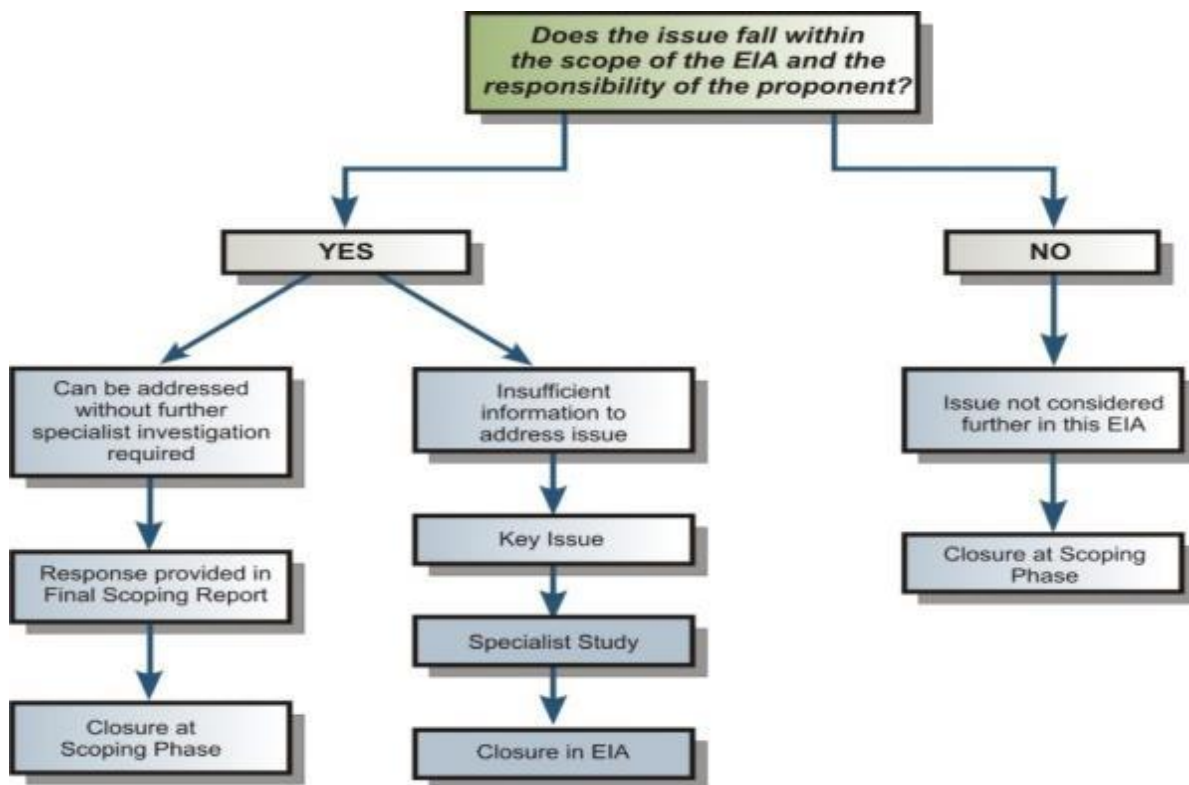 Does the issue fall within
the scope of the EIA and the
responsibility of the proponent?
YES
NO
Can be addressed
without further
specialist investigation
required
Insufficient
information to
address issue
Issue not considered
further in this EIA
Key Issue
Closure at Scoping
Phase
Response provided in
Final Scoping Report
Specialist Study
Closure at
Scoping Phase
Closure in EIA